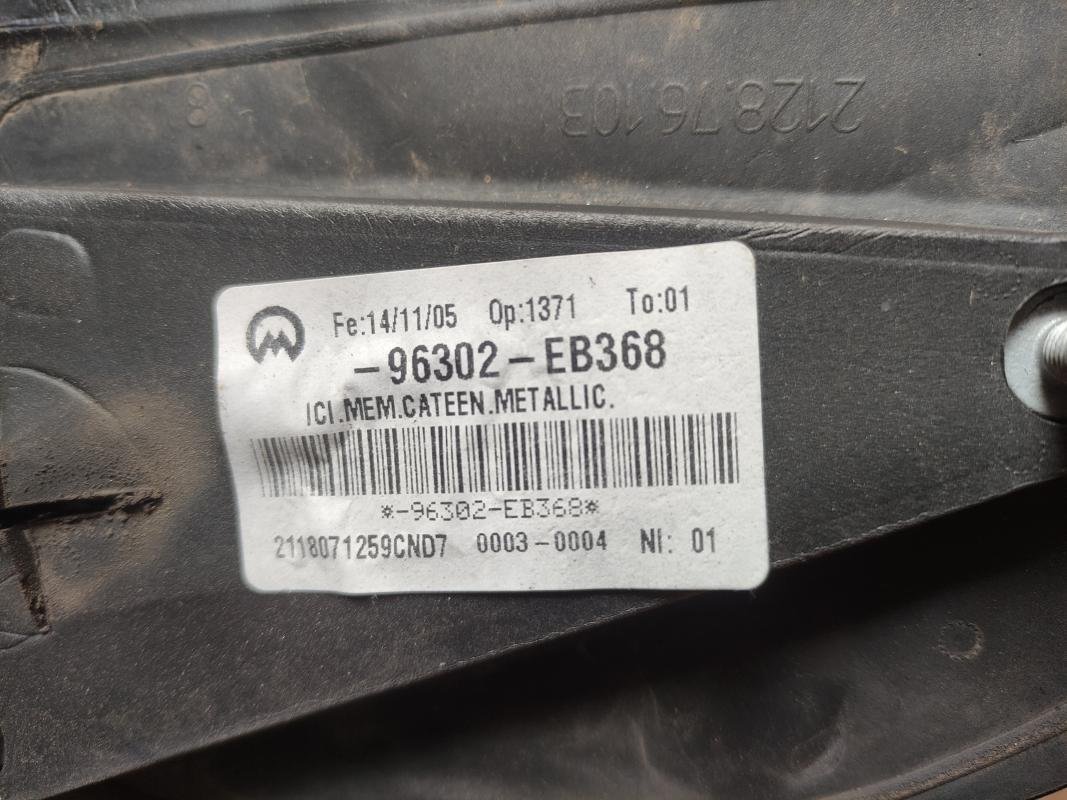 2128.76.103
8
Fe:14/11/05 Op:1371 To:01
-96302-EB368
ICI.MEM.CATEEN.METALLIC.
*-96302-EB368*
2118071259CND7 0003-0004 NI: 01